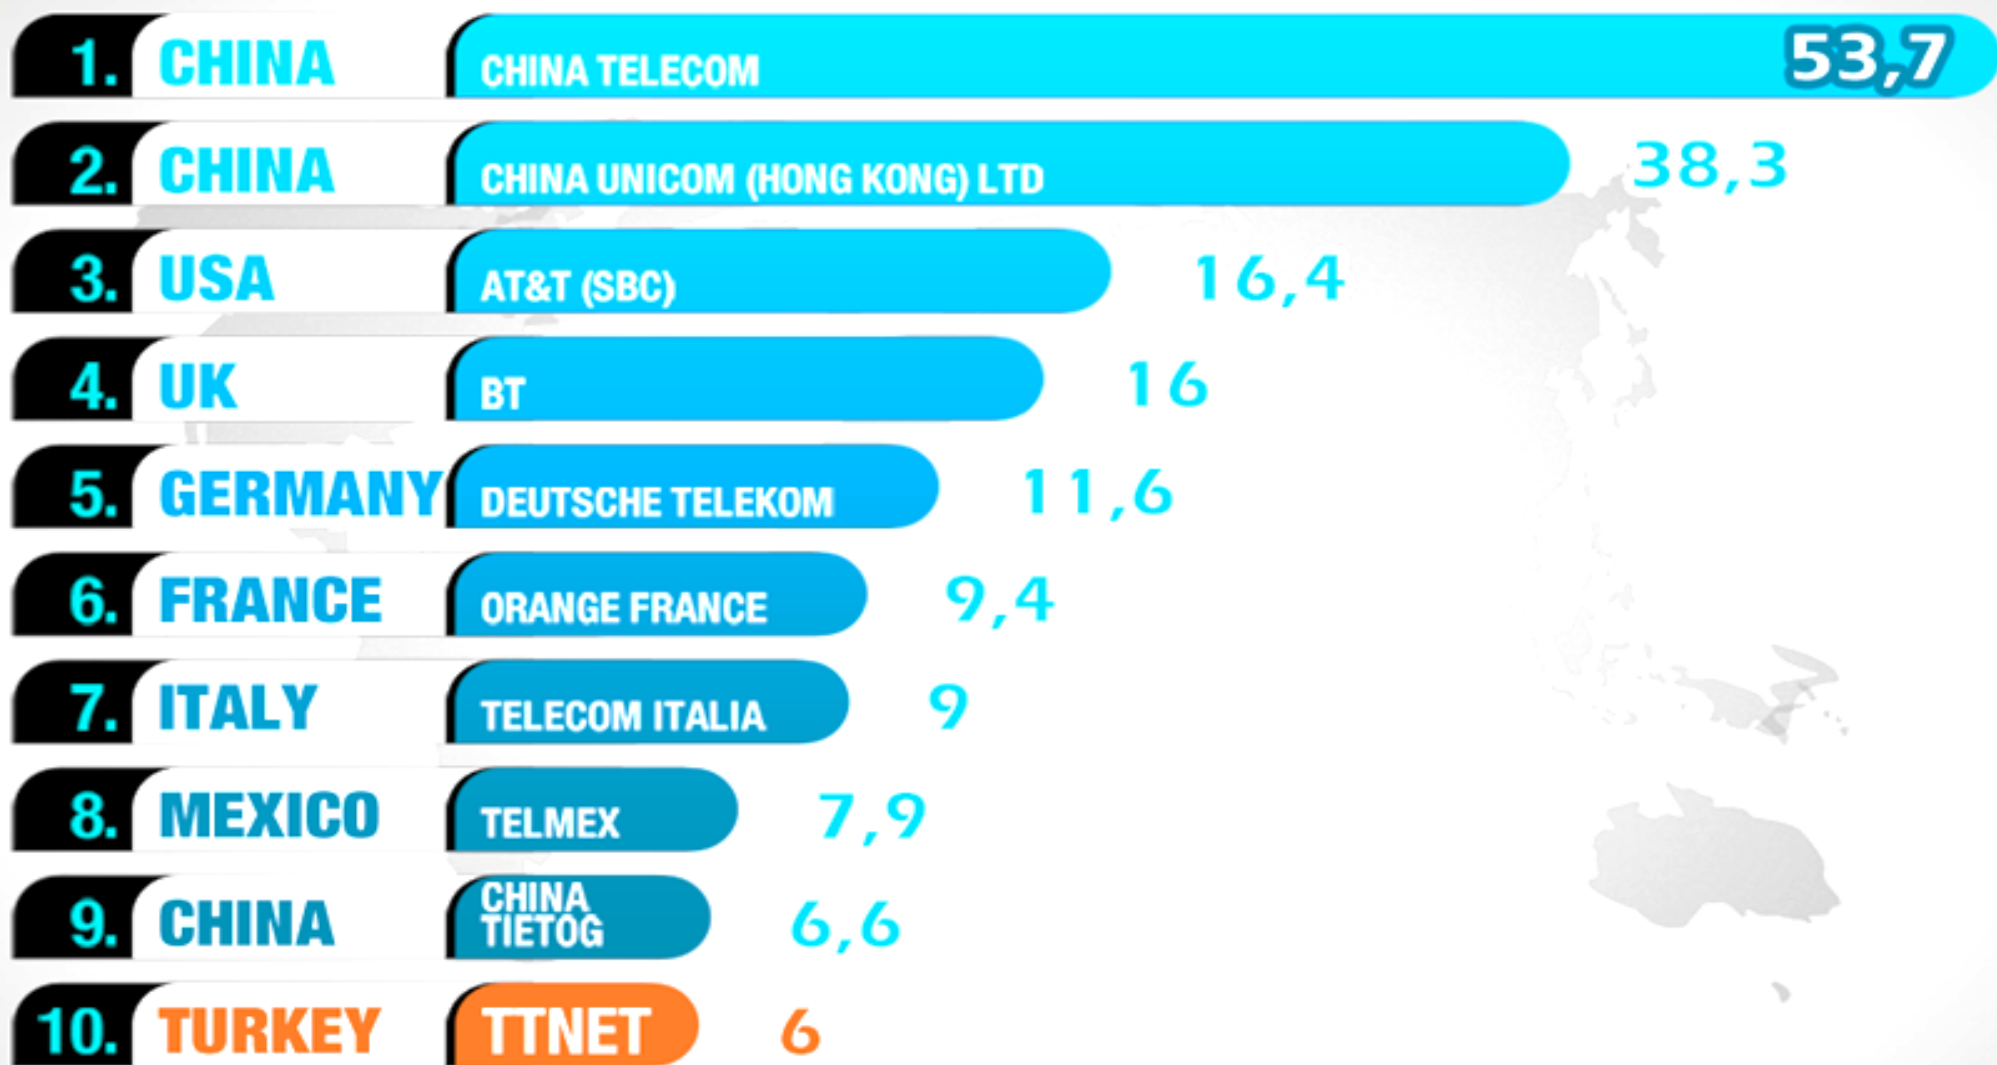 1. CHINA CHINA TELECOM 53,7
2. CHINA CHINA UNICOM (HONG KONG) LTD 38,3
3. USA AT&T (SBC) 16,4
4. UK BT 16
5. GERMANY DEUTSCHE TELEKOM 11,6
6. FRANCE ORANGE FRANCE 9,4
7. ITALY TELECOM ITALIA 9
8. MEXICO TELMEX 7,9
9. CHINA CHINA TIETOG 6,6
10. TURKEY TTNET 6